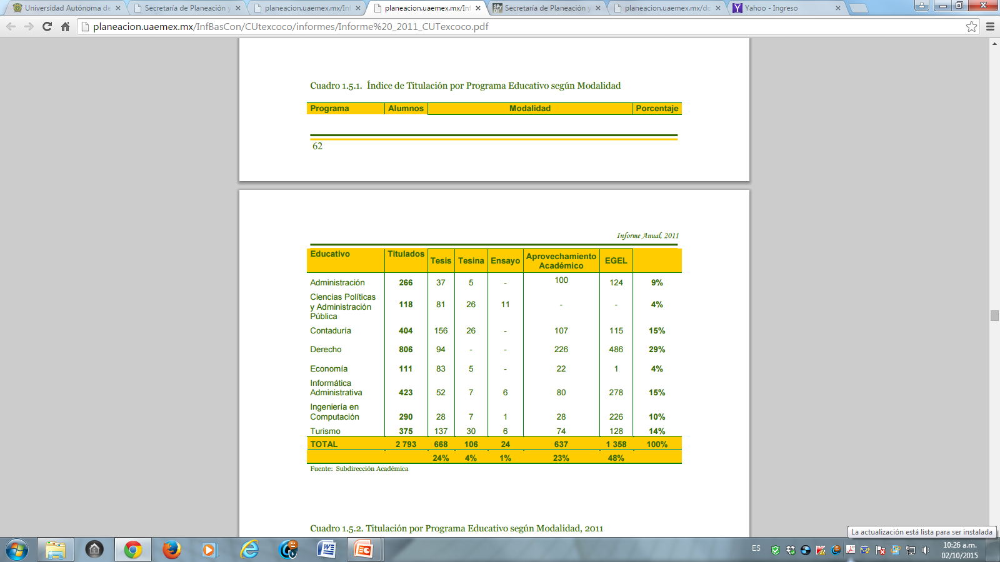 Universidad Autónoma de
Secretaría de Planeación y
planeacion.uaemex.mx/Inf
planeacion.uaemex.mx/Inf
Secretaría de Planeación y
planeacion.uaemex.mx/do
Yahoo - Ingreso
planeacion.uaemex.mx/InfBasCon/CUtexcoco/informes/Informe%20_2011_CUTexcoco.pdf
Cuadro 1.5.1. Índice de Titulación por Programa Educativo según Modalidad
Programa Alumnos Modalidad Porcentaje
62
Informe Anual, 2011
Educativo Titulados Tesis Tesina Ensayo Aprovechamiento Académico EGEL
Administración 266 37 5 - 100 124 9%
Ciencias Políticas
y Administración 118 81 26 11 - - 4%
Pública
Contaduría 404 156 26 - 107 115 15%
Derecho 806 94 - - 226 486 29%
Economía 111 83 5 - 22 1 4%
Informática
Administrativa 423 52 7 6 80 278 15%
Ingeniería en
Computación 290 28 7 1 28 226 10%
Turismo 375 137 30 6 74 128 14%
TOTAL 2 793 668 106 24 637 1 358 100%
24% 4% 1% 23% 48%
Fuente: Subdirección Académica
Cuadro 1.5.2. Titulación por Programa Educativo según Modalidad, 2011
La actualización está lista para ser instalada
ES
10:26 a.m.
02/10/2015